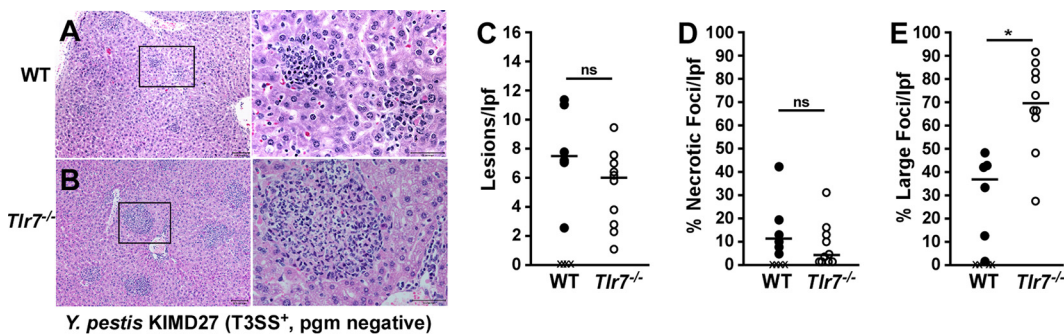 A
WT
B
Tlr7-/-
Y. pestis KIMD27 (T3SS+, pgm negative)
C
Lesions/lpf
16
14
12
10
8
6
4
2
0
ns
WT Tlr7-/-
D
% Necrotic Foci/lpf
100
90
80
70
60
50
40
30
20
10
0
ns
WT Tlr7-/-
E
% Large Foci/lpf
100
90
80
70
60
50
40
30
20
10
0
*
WT Tlr7-/-